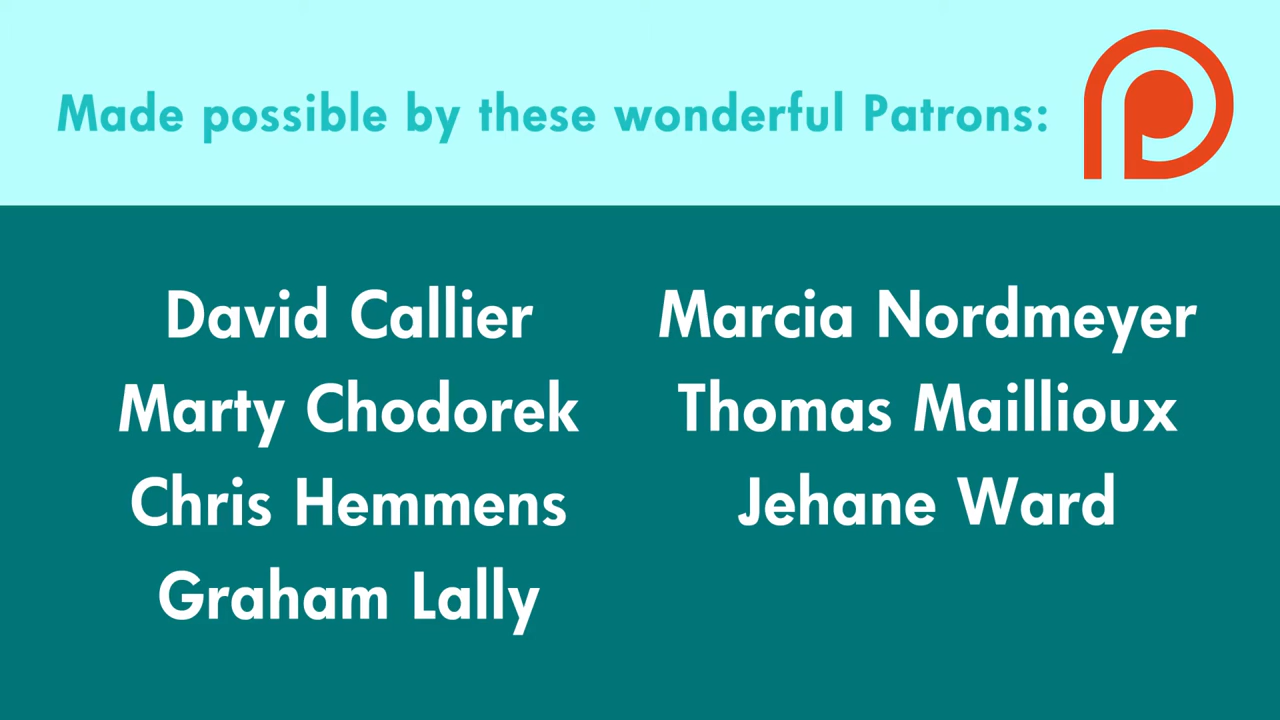 Made possible by these wonderful Patrons:
David Callier
Marty Chodorek
Chris Hemmens
Graham Lally
Marcia Nordmeyer
Thomas Maillioux
Jehane Ward